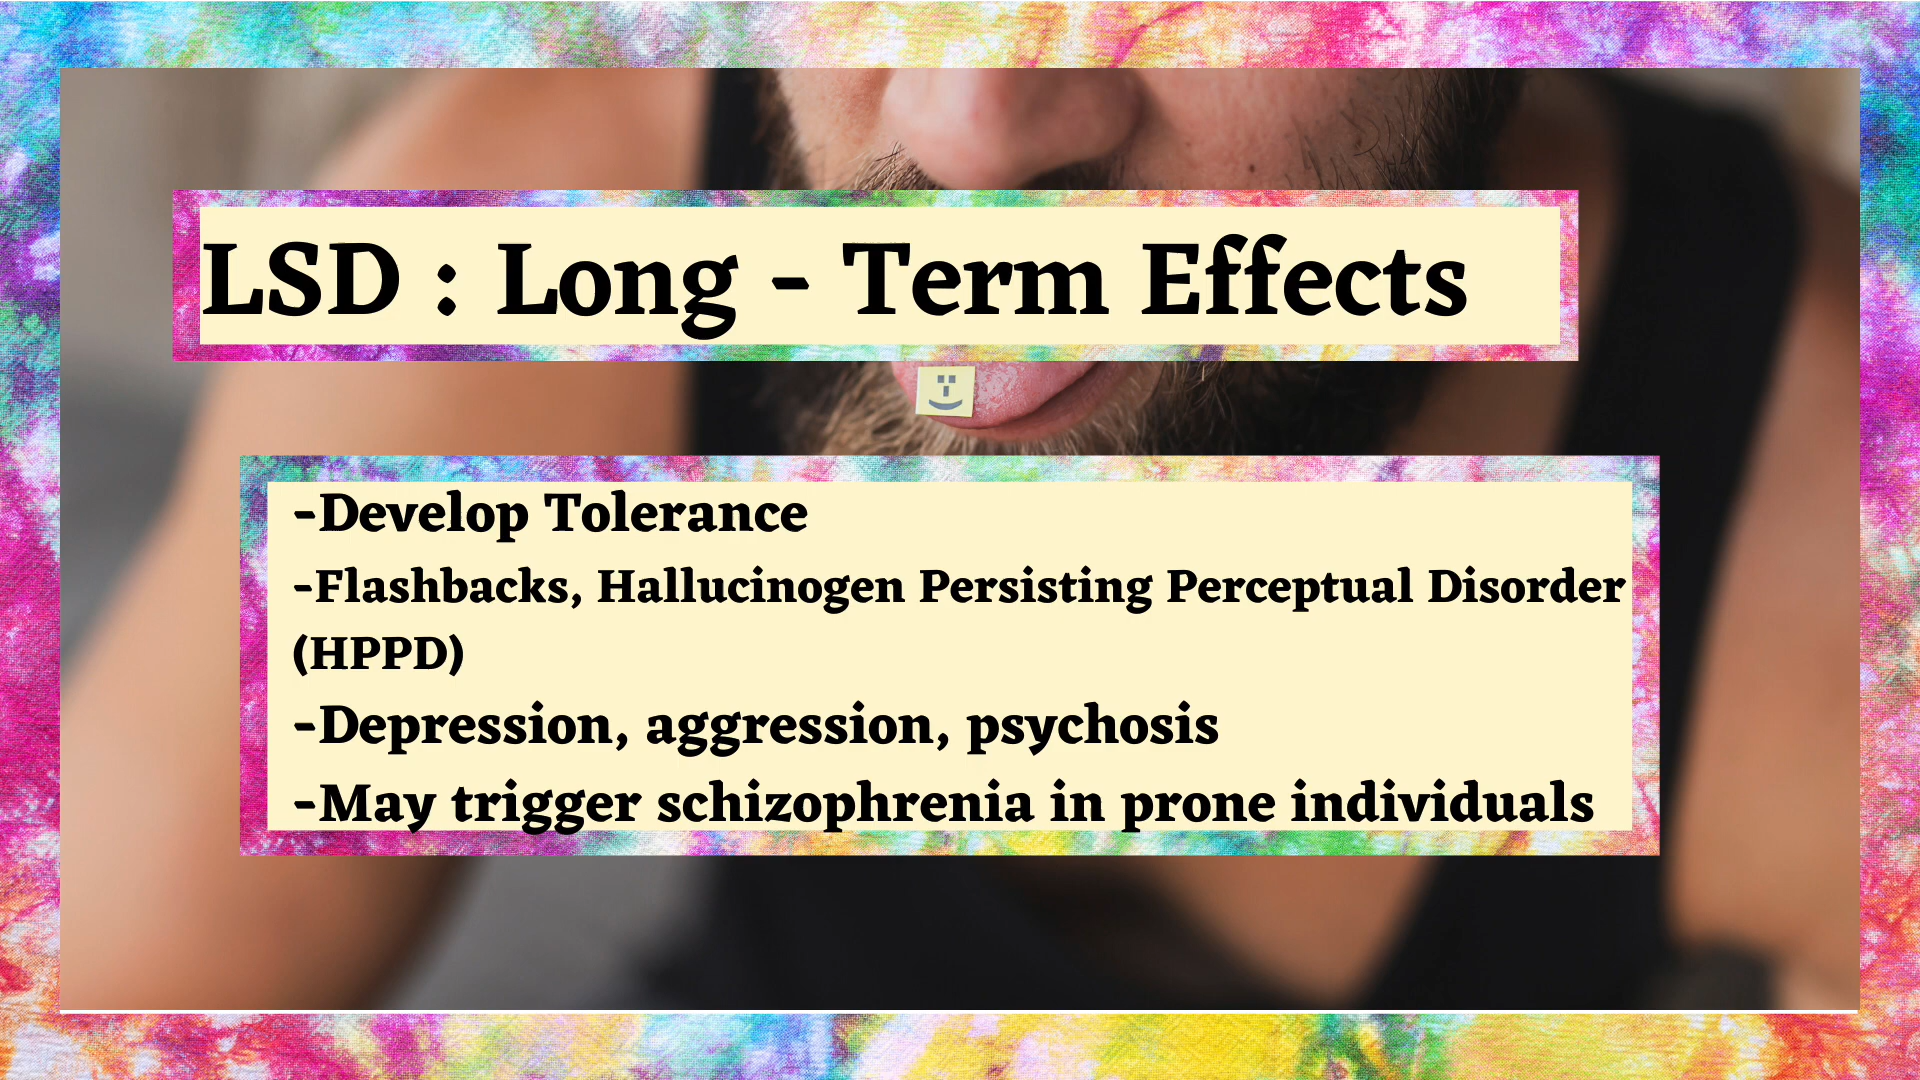 LSD : Long - Term Effects
-Develop Tolerance
-Flashbacks, Hallucinogen Persisting Perceptual Disorder
(HPPD)
-Depression, aggression, psychosis
-May trigger schizophrenia in prone individuals